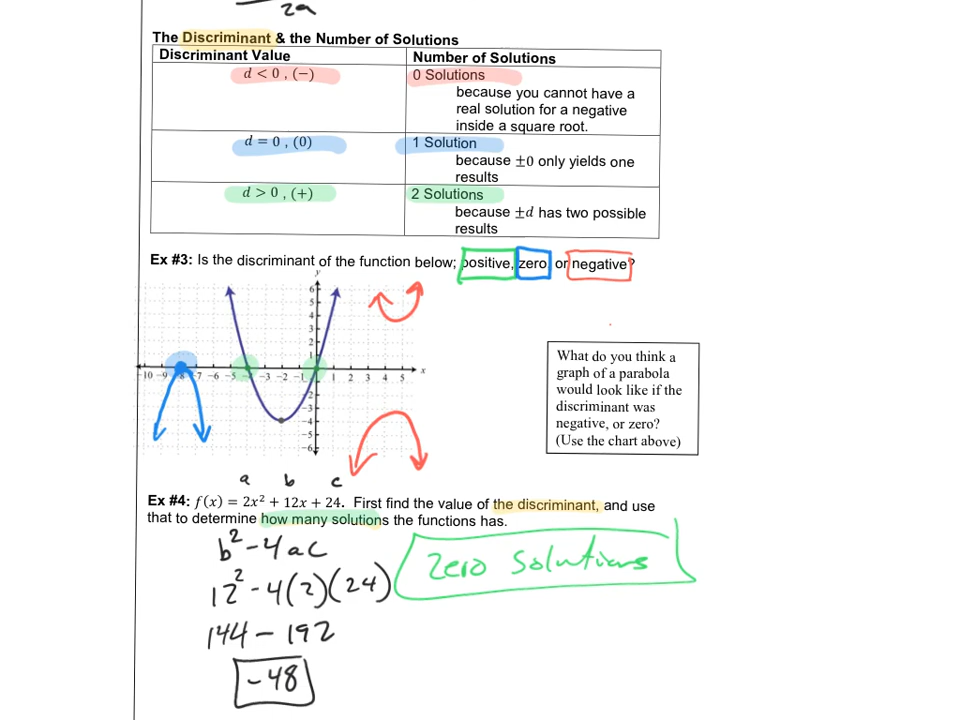 2a
The Discriminant & the Number of Solutions
Discriminant Value Number of Solutions
d < 0 , (−) 0 Solutions
because you cannot have a
real solution for a negative
inside a square root.
d = 0 , (0) 1 Solution
because ±0 only yields one
results
d > 0 , (+) 2 Solutions
because ±d has two possible
results
Ex #3: Is the discriminant of the function below; positive, zero, or negative?
y
6
5
4
3
2
1
-10 -9 -8 -7 -6 -5 -4 -3 -2 -1 1 2 3 4 5 x
-2
-3
-4
-5
-6
What do you think a
graph of a parabola
would look like if the
discriminant was
negative, or zero?
(Use the chart above)
a b c
Ex #4: f(x) = 2x² + 12x + 24. First find the value of the discriminant, and use
that to determine how many solutions the functions has.
b² - 4ac
Zero Solutions
12² - 4(2)(24)
144 - 192
-48